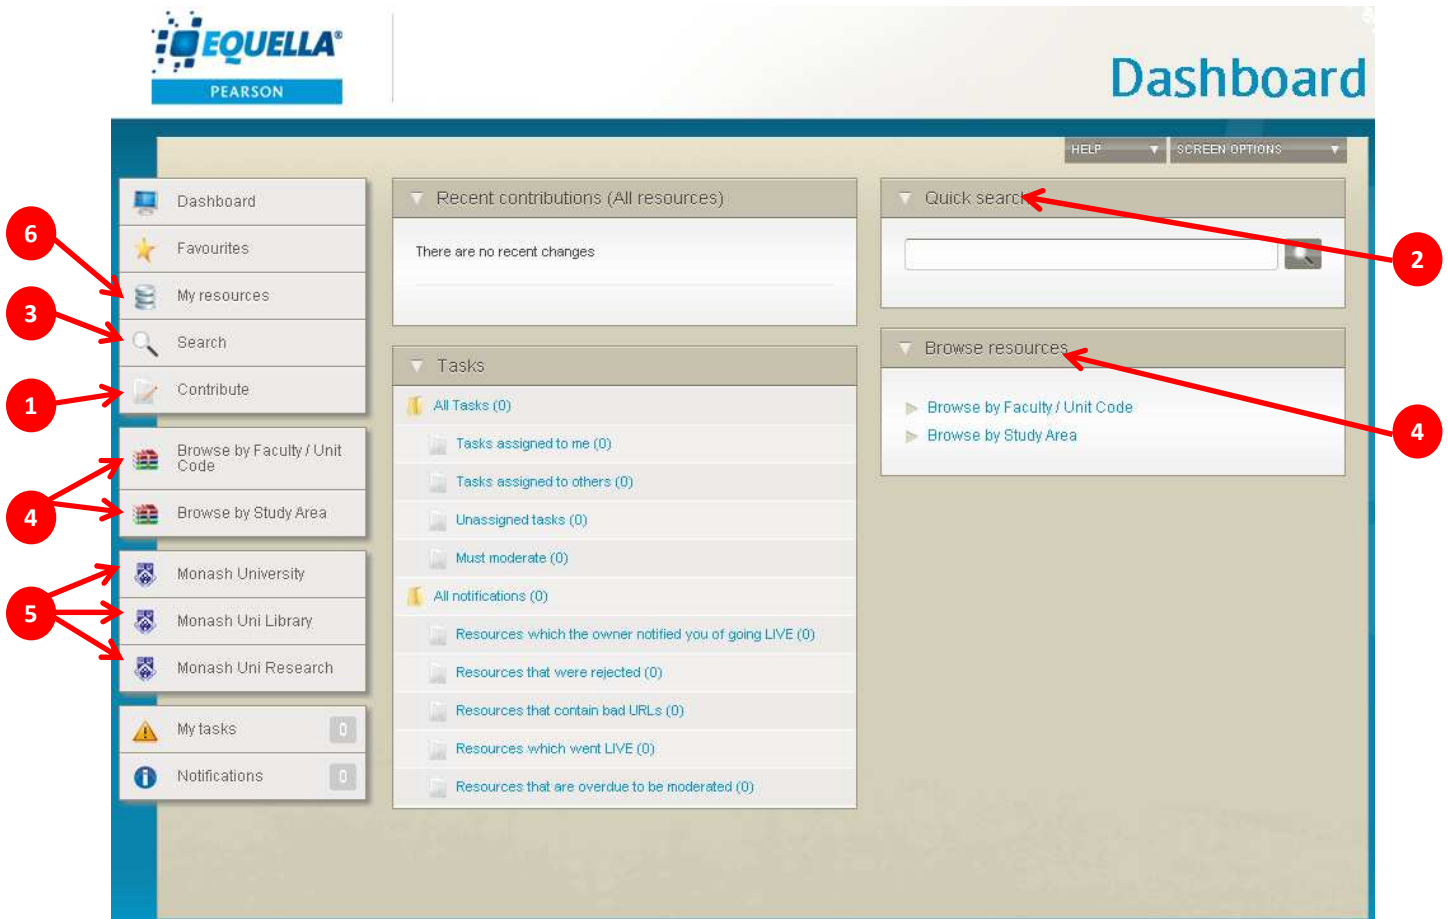 EQUELLA®
PEARSON
Dashboard
HELP
SCREEN OPTIONS
Dashboard
Favourites
My resources
Search
Contribute
Browse by Faculty / Unit
Code
Browse by Study Area
Monash University
Monash Uni Library
Monash Uni Research
My tasks 0
Notifications 0
6
3
1
4
5
Recent contributions (All resources)
There are no recent changes
Tasks
All Tasks (0)
Tasks assigned to me (0)
Tasks assigned to others (0)
Unassigned tasks (0)
Must moderate (0)
All notifications (0)
Resources which the owner notified you of going LIVE (0)
Resources that were rejected (0)
Resources that contain bad URLs (0)
Resources which went LIVE (0)
Resources that are overdue to be moderated (0)
Quick search
Browse resources
Browse by Faculty / Unit Code
Browse by Study Area
2
4